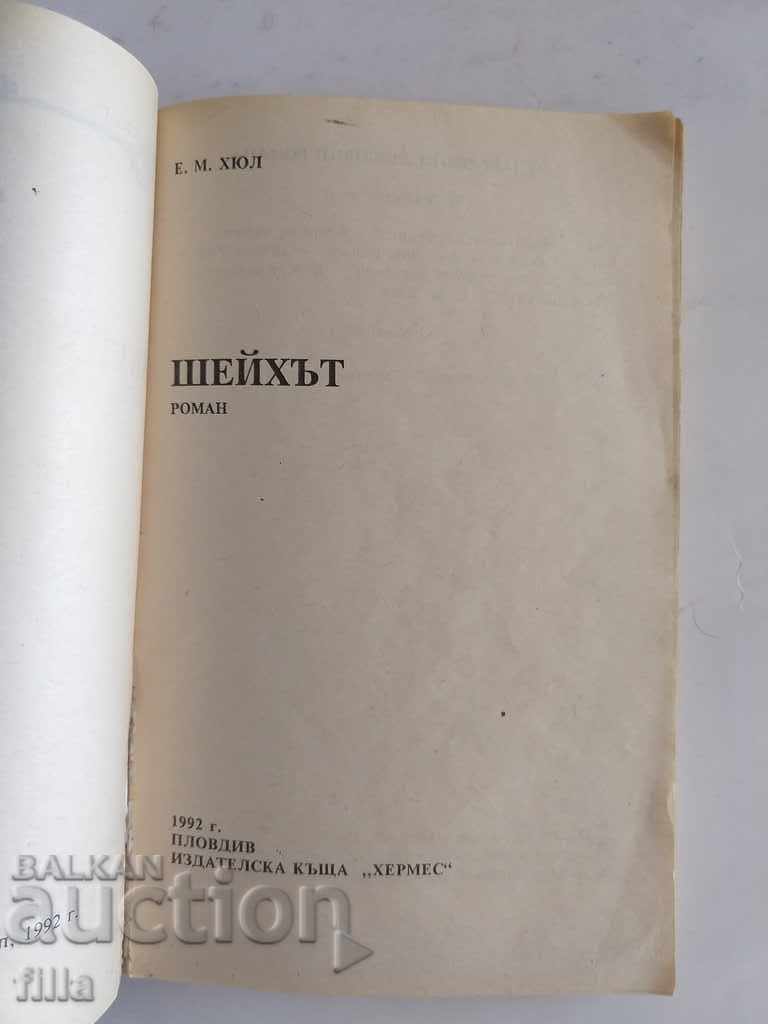 Е. М. ХЮЛ
ШЕЙХЪТ
РОМАН
1992 г.
ПЛОВДИВ
ИЗДАТЕЛСКА КЪЩА „ХЕРМЕС“
п, 1992 г.
BALKAN
auction
filla